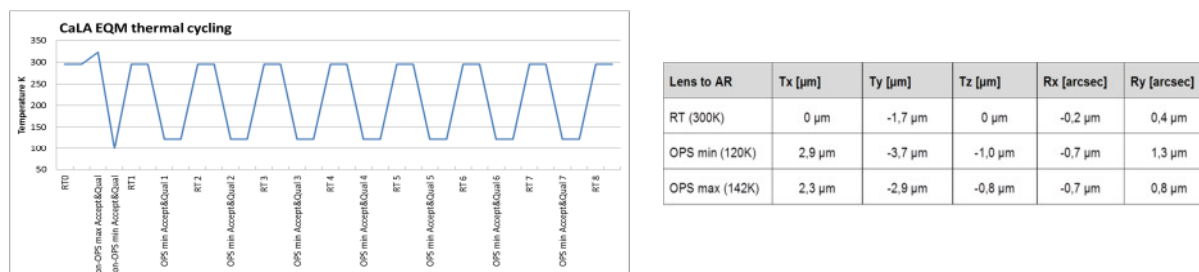 CaLA EQM thermal cycling
Temperature K
350
300
250
200
150
100
50
RT0
on-OPS max Accept&Qual
on-OPS min Accept&Qual
RT1
OPS min Accept&Qual 1
RT 2
OPS min Accept&Qual 2
RT 3
OPS min Accept&Qual 3
RT 4
OPS min Accept&Qual 4
RT 5
OPS min Accept&Qual 5
RT 6
OPS min Accept&Qual 6
RT 7
OPS min Accept&Qual 7
RT 8
Lens to AR Tx [µm] Ty [µm] Tz [µm] Rx [arcsec] Ry [arcsec]
RT (300K) 0 µm -1,7 µm 0 µm -0,2 µm 0,4 µm
OPS min (120K) 2,9 µm -3,7 µm -1,0 µm -0,7 µm 1,3 µm
OPS max (142K) 2,3 µm -2,9 µm -0,8 µm -0,7 µm 0,8 µm